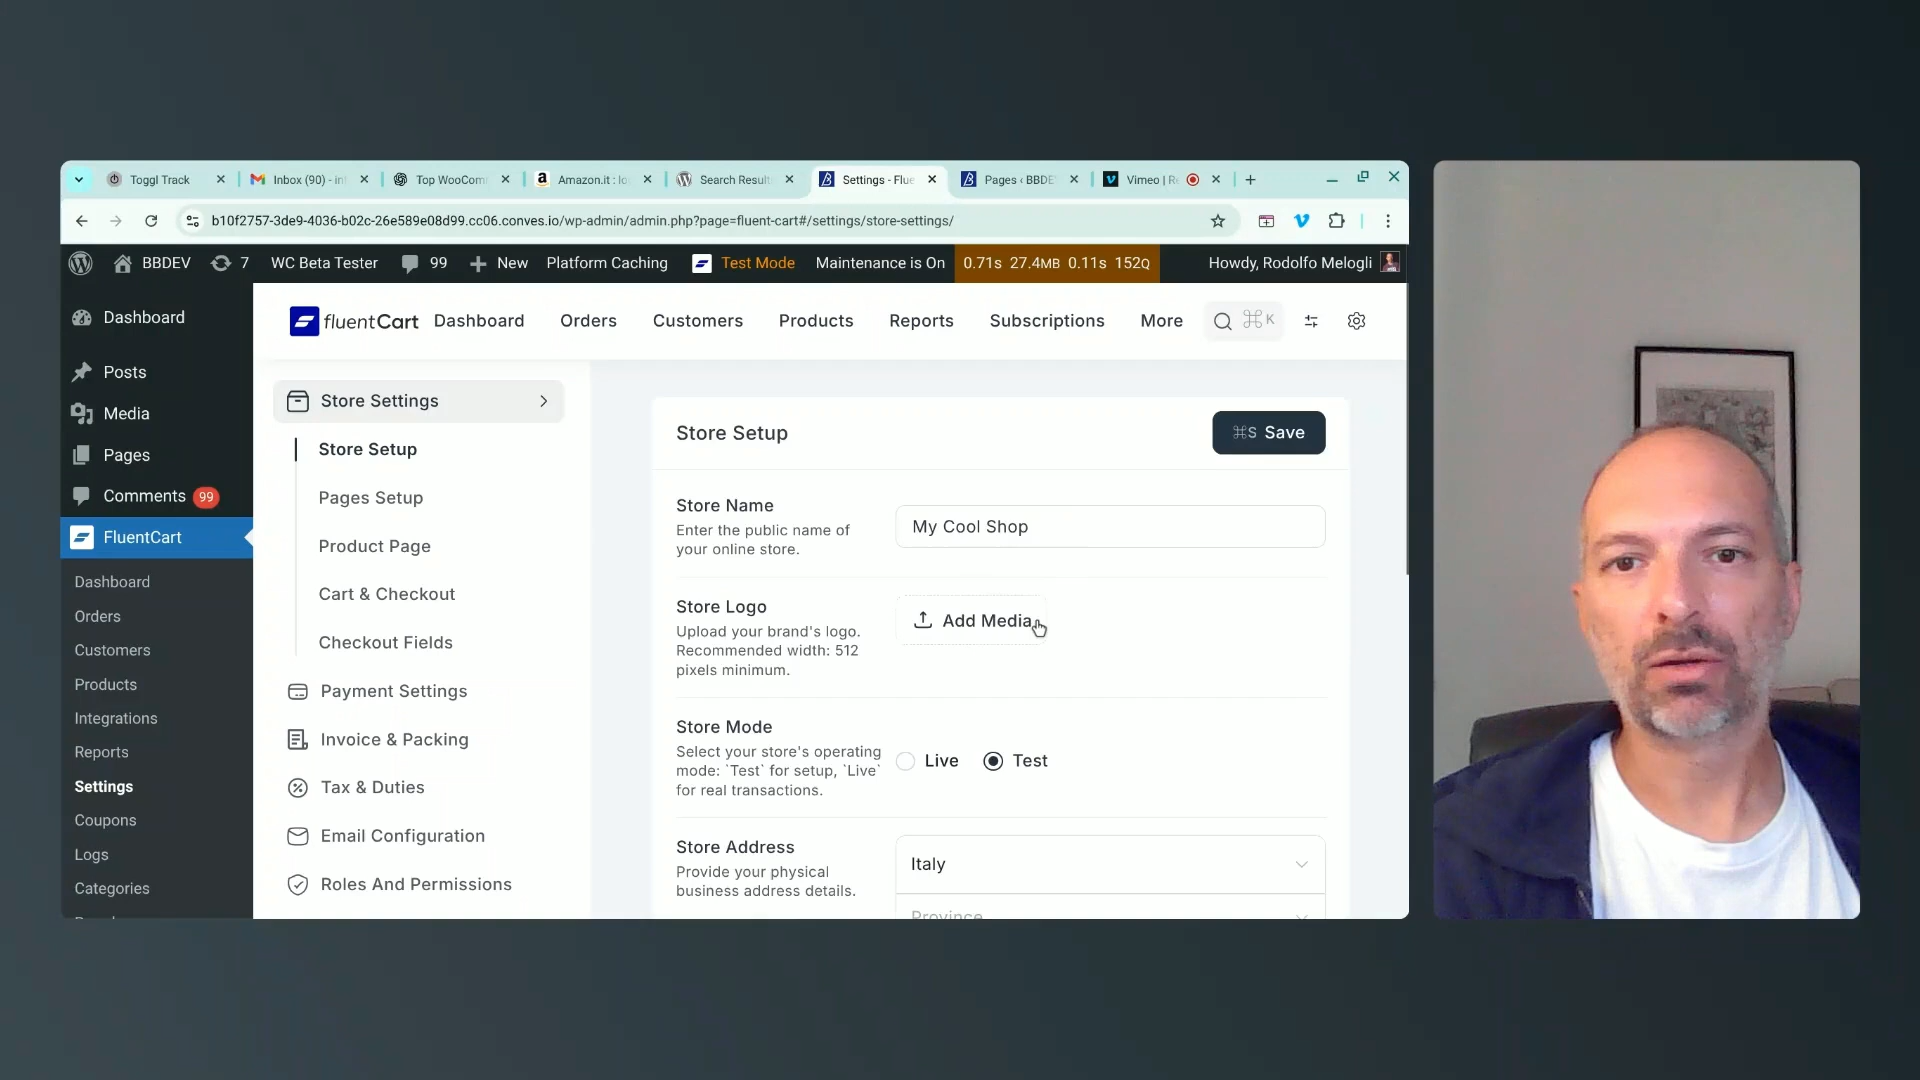 Toggl Track
Inbox (90) - in
Top WooCom
Amazon.it : lo
Search Result
Settings - Flue
Pages ‹ BBDE
Vimeo | Re
b10f2757-3de9-4036-b02c-26e589e08d99.cc06.conves.io/wp-admin/admin.php?page=fluent-cart#/settings/store-settings/
BBDEV
7
WC Beta Tester
99
New
Platform Caching
Test Mode
Maintenance is On
0.71s 27.4MB 0.11s 152Q
Howdy, Rodolfo Melogli
Dashboard
Posts
Media
Pages
Comments 99
FluentCart
Dashboard
Orders
Customers
Products
Integrations
Reports
Settings
Coupons
Logs
Categories
fluentCart
Dashboard
Orders
Customers
Products
Reports
Subscriptions
More
⌘K
Store Settings
Store Setup
Pages Setup
Product Page
Cart & Checkout
Checkout Fields
Payment Settings
Invoice & Packing
Tax & Duties
Email Configuration
Roles And Permissions
Store Setup
⌘S Save
Store Name
Enter the public name of
your online store.
My Cool Shop
Store Logo
Upload your brand's logo.
Recommended width: 512
pixels minimum.
Add Media
Store Mode
Select your store's operating
mode: `Test` for setup, `Live`
for real transactions.
Live
Test
Store Address
Provide your physical
business address details.
Italy
Province